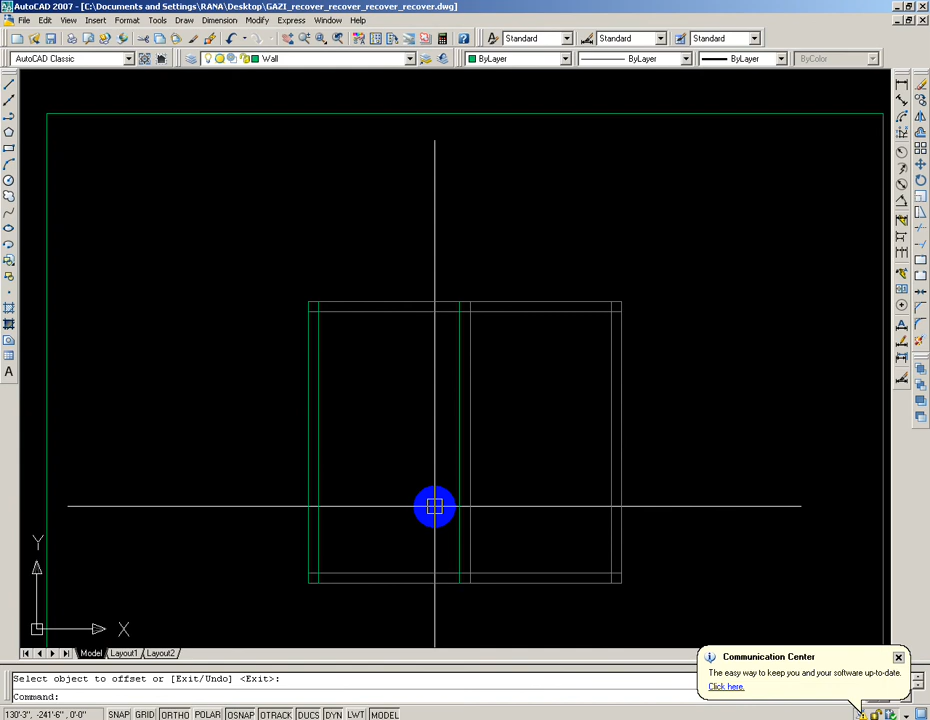 AutoCAD 2007 - [C:\Documents and Settings\RANA\Desktop\GAZI_recover_recover_recover_recover.dwg]
File Edit View Insert Format Tools Draw Dimension Modify Express Window Help
Standard Standard Standard
AutoCAD Classic Wall ByLayer ByLayer ByLayer ByColor
A
Y
X
Model Layout1 Layout2
Communication Center
The easy way to keep you and your software up-to-date.
Click here.
Select object to offset or [Exit/Undo] <Exit>:
Command:
130'-3", -241'-6" , 0'-0" SNAP GRID ORTHO POLAR OSNAP OTRACK DUCS DYN LWT MODEL